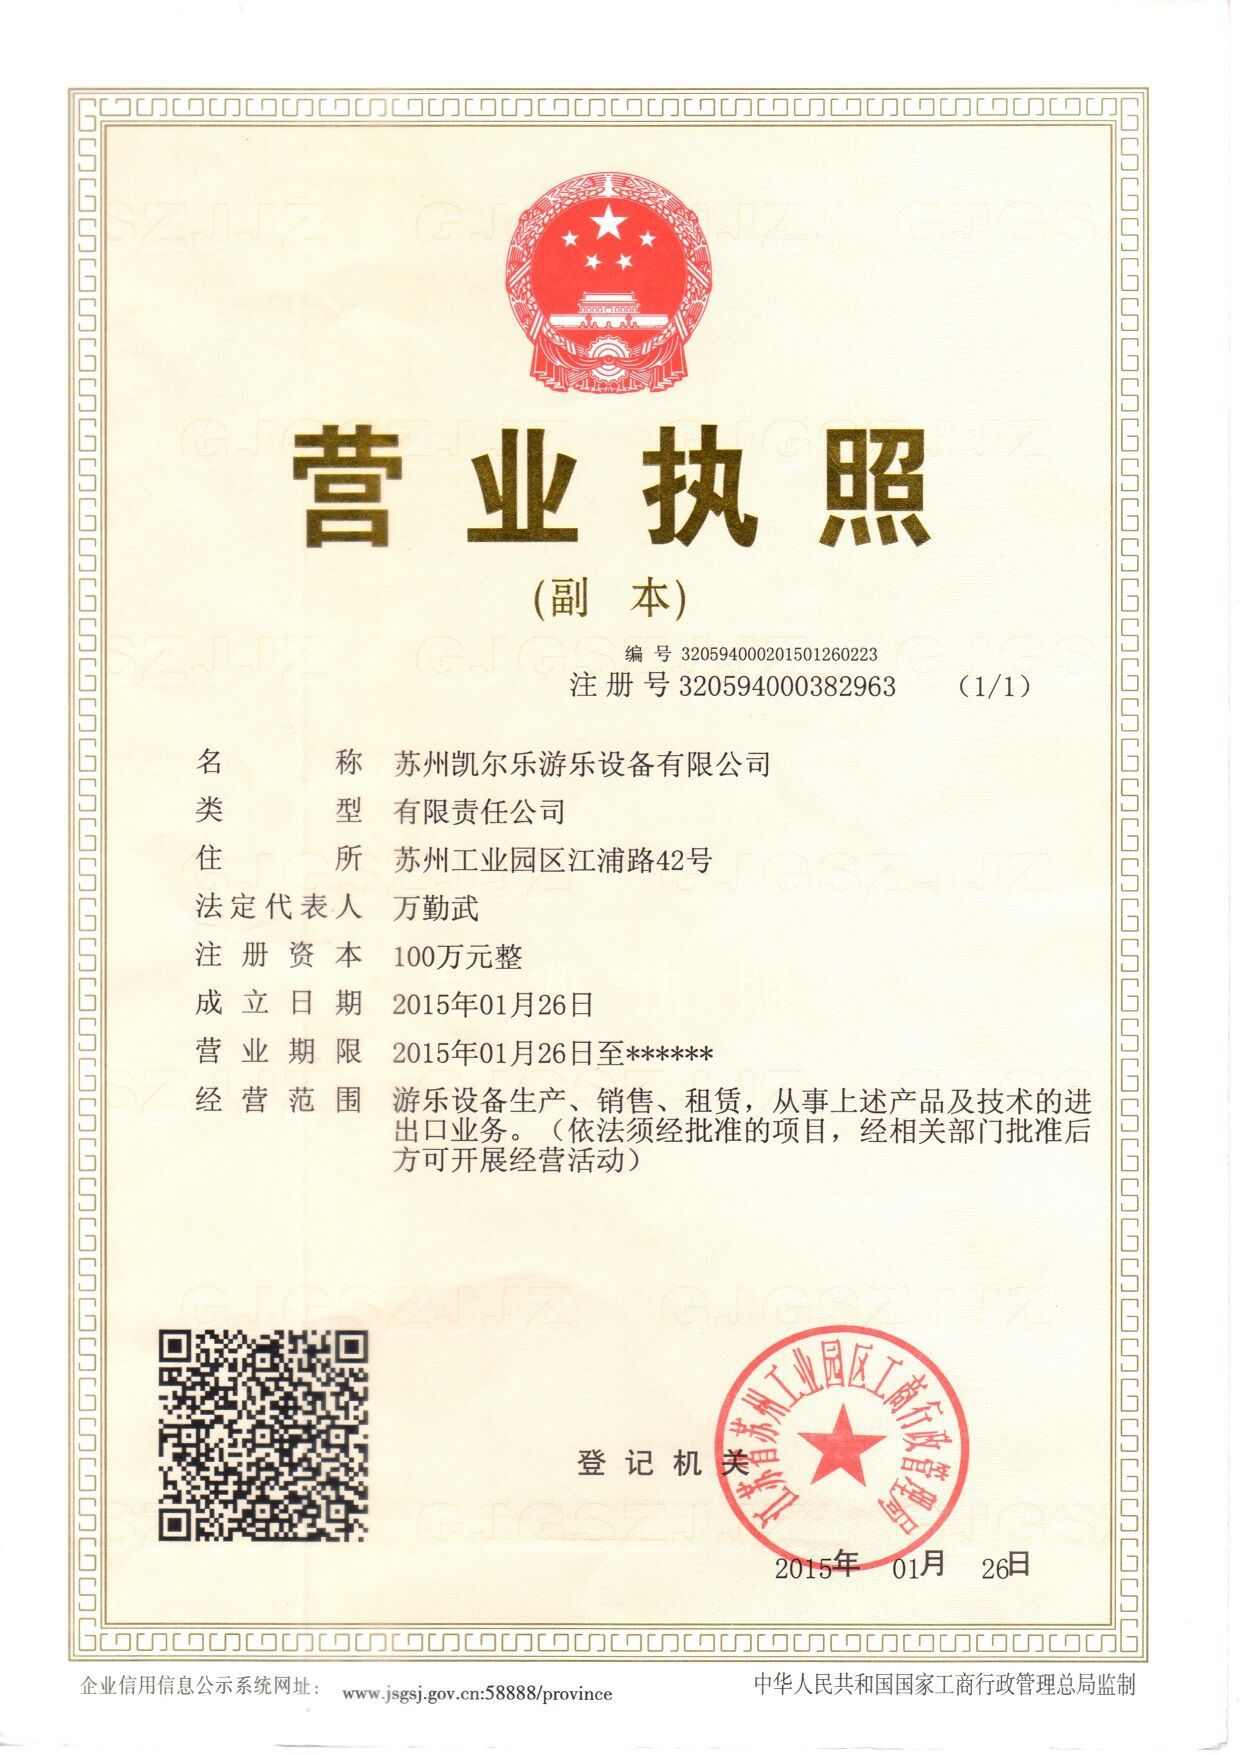 营业执照
(副 本)
编 号 320594000201501260223
注 册 号 320594000382963 （1/1）
名 称 苏州凯尔乐游乐设备有限公司
类 型 有限责任公司
住 所 苏州工业园区江浦路42号
法定代表人 万勤武
注 册 资 本 100万元整
成 立 日 期 2015年01月26日
营 业 期 限 2015年01月26日至******
经 营 范 围 游乐设备生产、销售、租赁，从事上述产品及技术的进
出口业务。（依法须经批准的项目，经相关部门批准后
方可开展经营活动）
江苏省苏州工业园区工商行政管理局
登 记 机 关
2015年 01月 26日
企业信用信息公示系统网址： www.jsgsj.gov.cn:58888/province
中华人民共和国国家工商行政管理总局监制